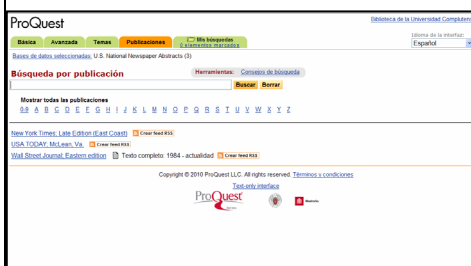 ProQuest
Biblioteca de la Universidad Complutens
Idioma de la interfaz:
Español
Básica Avanzada Temas Publicaciones Mis búsquedas
0 elementos marcados
Bases de datos seleccionadas: U.S. National Newspaper Abstracts (3)
Búsqueda por publicación
Herramientas: Consejos de búsqueda
Buscar Borrar
Mostrar todas las publicaciones
0-9 A B C D E F G H I J K L M N O P Q R S T U V W X Y Z
New York Times; Late Edition (East Coast) Crear feed RSS
USA TODAY; McLean, Va. Crear feed RSS
Wall Street Journal; Eastern edition Texto completo: 1984 - actualidad Crear feed RSS
Copyright © 2010 ProQuest LLC. All rights reserved. Términos y condiciones
Text-only interface
ProQuest